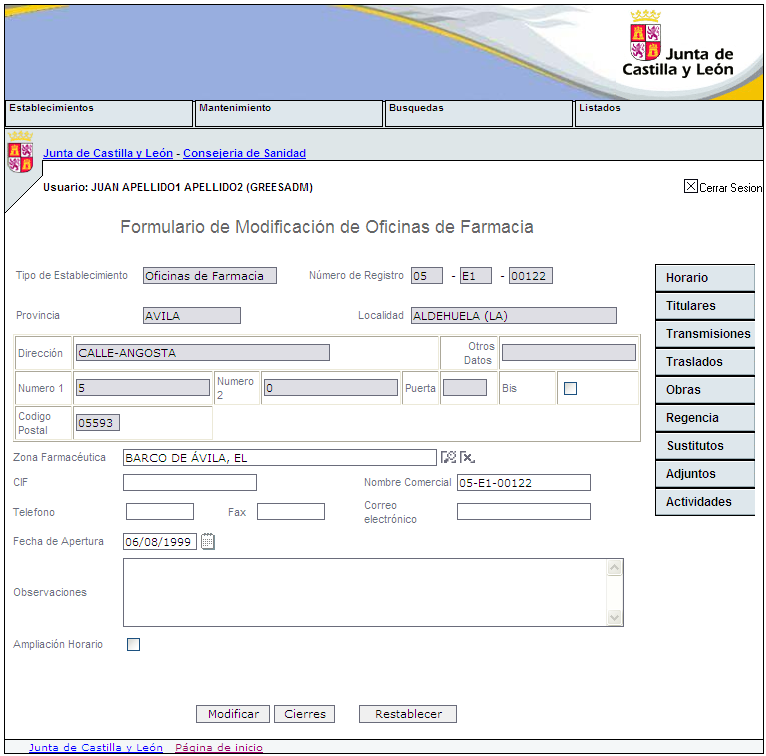 Junta de
Castilla y León
Establecimientos Mantenimiento Busquedas Listados
Junta de Castilla y León - Consejeria de Sanidad
Usuario: JUAN APELLIDO1 APELLIDO2 (GREESADM) Cerrar Sesion
Formulario de Modificación de Oficinas de Farmacia
Tipo de Establecimiento Oficinas de Farmacia Número de Registro 05 - E1 - 00122
Provincia AVILA Localidad ALDEHUELA (LA)
Dirección CALLE-ANGOSTA Otros
Datos
Numero 1 5 Numero
2 0 Puerta Bis
Codigo
Postal 05593
Zona Farmacéutica BARCO DE ÁVILA, EL
CIF Nombre Comercial 05-E1-00122
Telefono Fax Correo
electrónico
Fecha de Apertura 06/08/1999
Observaciones
Ampliación Horario
Modificar Cierres Restablecer
Horario
Titulares
Transmisiones
Traslados
Obras
Regencia
Sustitutos
Adjuntos
Actividades
Junta de Castilla y León Página de inicio